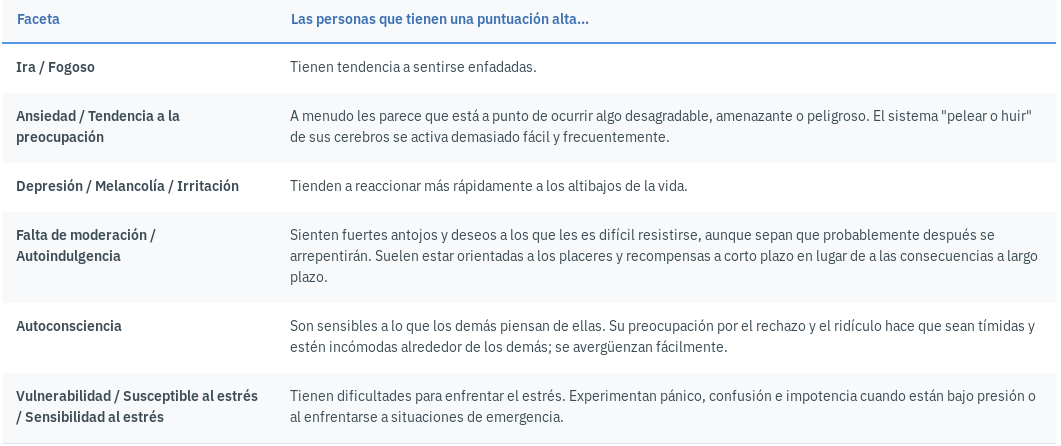 Faceta Las personas que tienen una puntuación alta...
Ira / Fogoso Tienen tendencia a sentirse enfadadas.
Ansiedad / Tendencia a la A menudo les parece que está a punto de ocurrir algo desagradable, amenazante o peligroso. El sistema "pelear o huir"
preocupación de sus cerebros se activa demasiado fácil y frecuentemente.
Depresión / Melancolía / Irritación Tienden a reaccionar más rápidamente a los altibajos de la vida.
Falta de moderación / Sienten fuertes antojos y deseos a los que les es difícil resistirse, aunque sepan que probablemente después se
Autoindulgencia arrepentirán. Suelen estar orientadas a los placeres y recompensas a corto plazo en lugar de a las consecuencias a largo
plazo.
Autoconsciencia Son sensibles a lo que los demás piensan de ellas. Su preocupación por el rechazo y el ridículo hace que sean tímidas y
estén incómodas alrededor de los demás; se avergüenzan fácilmente.
Vulnerabilidad / Susceptible al estrés Tienen dificultades para enfrentar el estrés. Experimentan pánico, confusión e impotencia cuando están bajo presión o
/ Sensibilidad al estrés al enfrentarse a situaciones de emergencia.